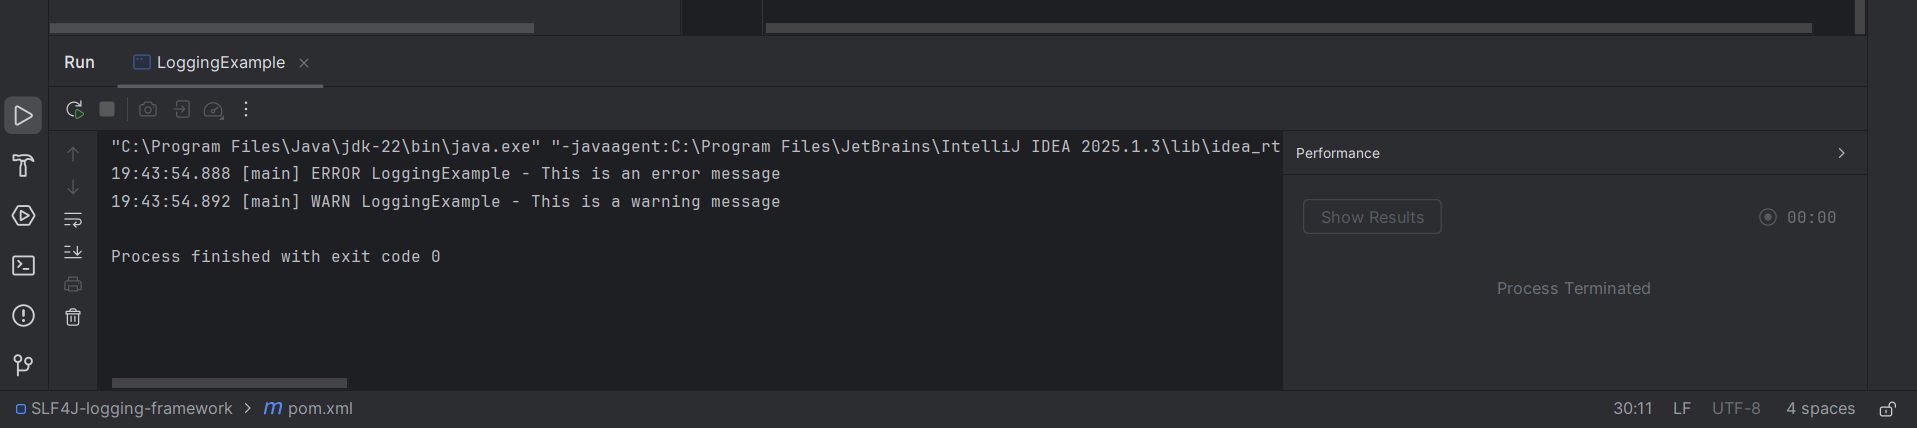 Run LoggingExample
"C:\Program Files\Java\jdk-22\bin\java.exe" "-javaagent:C:\Program Files\JetBrains\IntelliJ IDEA 2025.1.3\lib\idea_rt
19:43:54.888 [main] ERROR LoggingExample - This is an error message
19:43:54.892 [main] WARN LoggingExample - This is a warning message
Process finished with exit code 0
Performance
Show Results 00:00
Process Terminated
SLF4J-logging-framework > m pom.xml 30:11 LF UTF-8 4 spaces